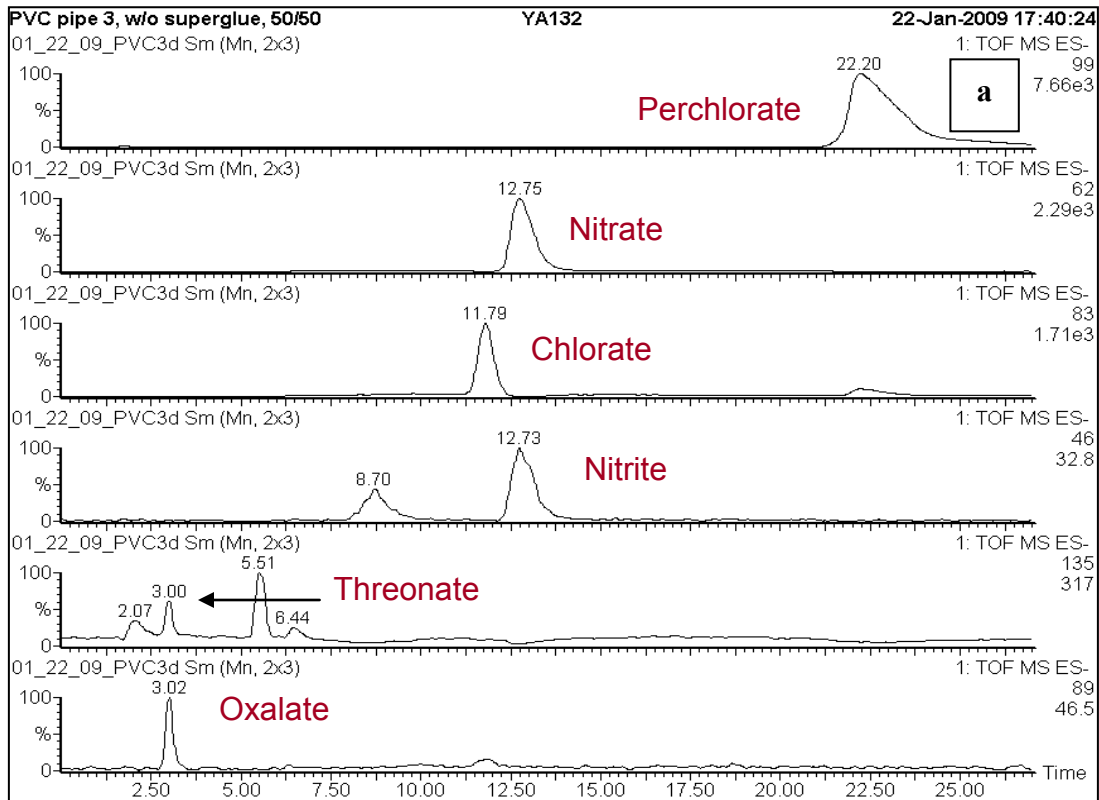 PVC pipe 3, w/o superglue, 50/50 YA132 22-Jan-2009 17:40:24
01_22_09_PVC3d Sm (Mn, 2x3) 1: TOF MS ES-
99
7.66e3
a
100
%
0
22.20
Perchlorate
01_22_09_PVC3d Sm (Mn, 2x3) 1: TOF MS ES-
62
2.29e3
100
%
0
12.75
Nitrate
01_22_09_PVC3d Sm (Mn, 2x3) 1: TOF MS ES-
83
1.71e3
100
%
0
11.79
Chlorate
01_22_09_PVC3d Sm (Mn, 2x3) 1: TOF MS ES-
46
32.8
100
%
0
8.70
12.73
Nitrite
01_22_09_PVC3d Sm (Mn, 2x3) 1: TOF MS ES-
135
317
100
%
0
2.07
3.00
5.51
6.44
Threonate
01_22_09_PVC3d Sm (Mn, 2x3) 1: TOF MS ES-
89
46.5
100
%
0
3.02
Oxalate
Time
2.50 5.00 7.50 10.00 12.50 15.00 17.50 20.00 22.50 25.00